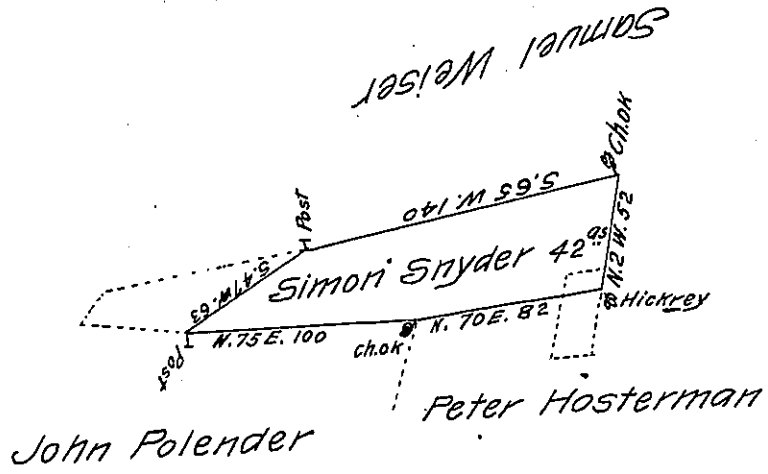 Samuel Weiser
Ch.ok
S.65 W. 140
Post
S.47 W. 63
Simon Snyder 42 as
N.2 W. 52
Hickrey
N. 70 E. 82
N. 75 E. 100
Ch.ok
Post
Peter Hosterman
John Polender